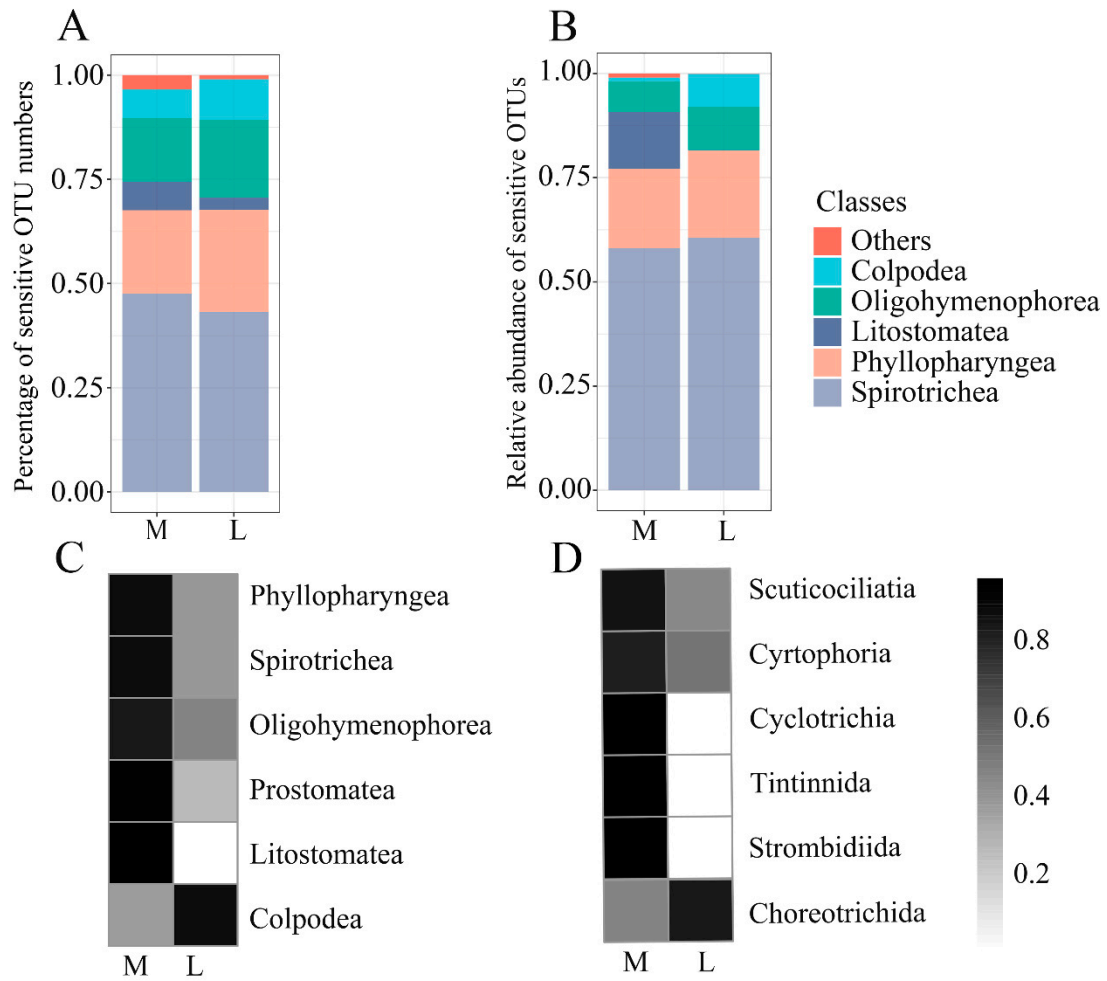 A
Percentage of sensitive OTU numbers
1.00
0.75
0.50
0.25
0.00
M L
B
Relative abundance of sensitive OTUs
1.00
0.75
0.50
0.25
0.00
M L
Classes
Others
Colpodea
Oligohymenophorea
Litostomatea
Phyllopharyngea
Spirotrichea
C
Phyllopharyngea
Spirotrichea
Oligohymenophorea
Prostomatea
Litostomatea
Colpodea
M L
D
Scuticociliatia
Cyrtophoria
Cyclotrichia
Tintinnida
Strombidiida
Choreotrichida
M L
0.8
0.6
0.4
0.2